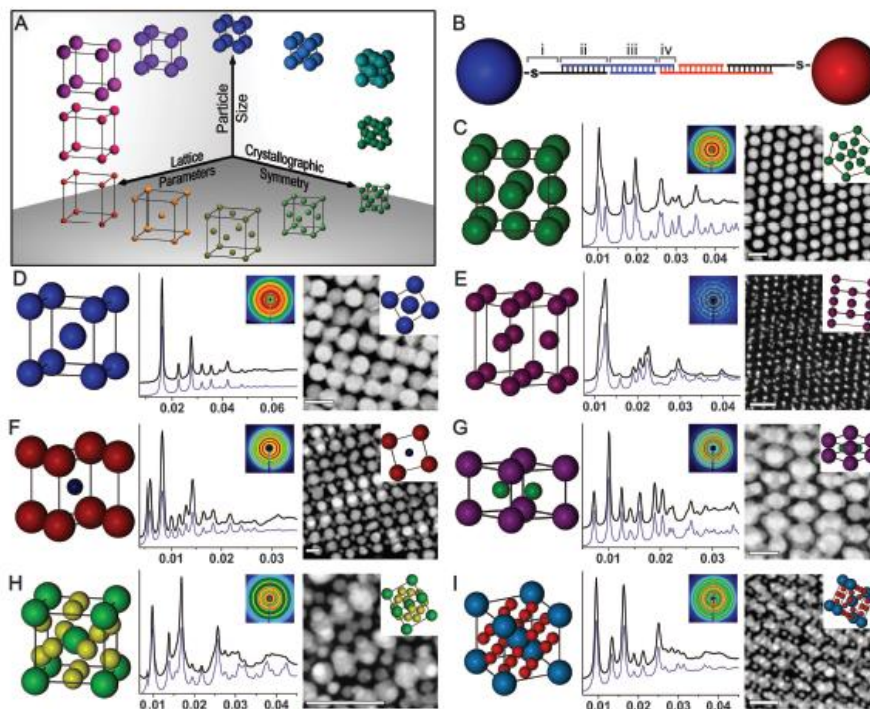 A
Particle
Size
Lattice
Parameters
Crystallographic
Symmetry
B
i ii iii iv
S
S
C
0.01 0.02 0.03 0.04
D
0.02 0.04 0.06
E
0.01 0.02 0.03 0.04
F
0.01 0.02 0.03
G
0.01 0.02 0.03 0.04
H
0.01 0.02 0.03 0.04
I
0.01 0.02 0.03 0.04